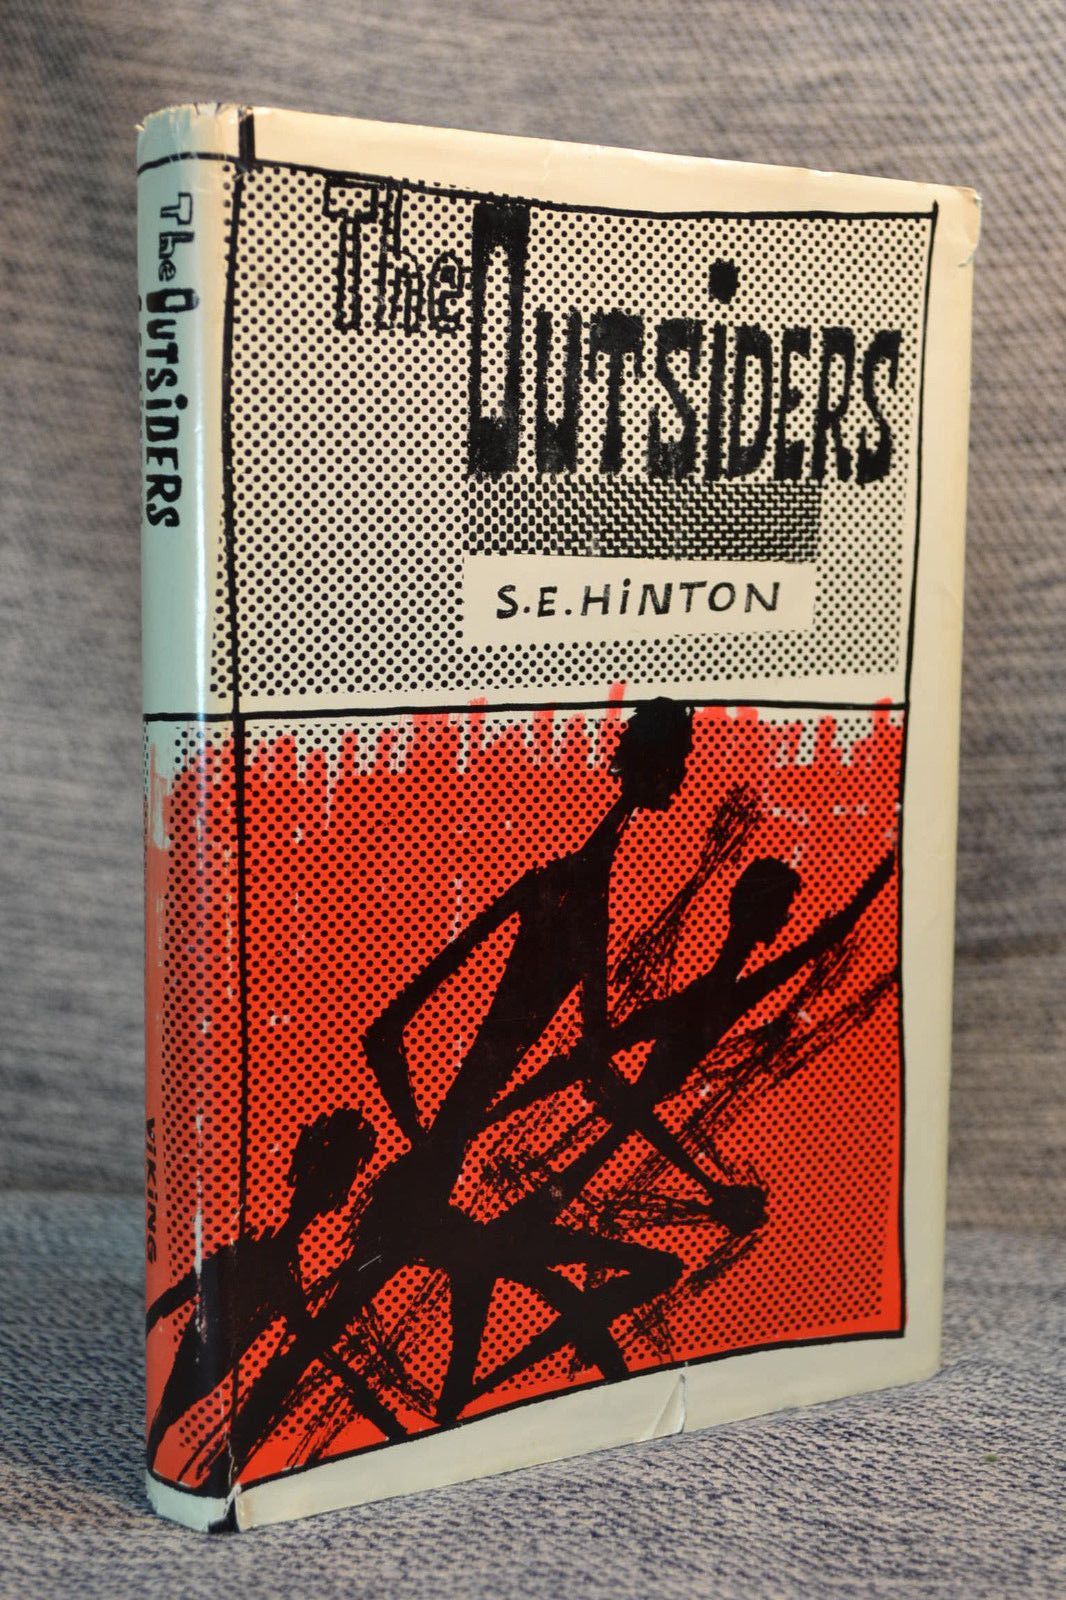 The OUTSiDERS
S.E.HiNTON
The OUTSiDERS
VIKING